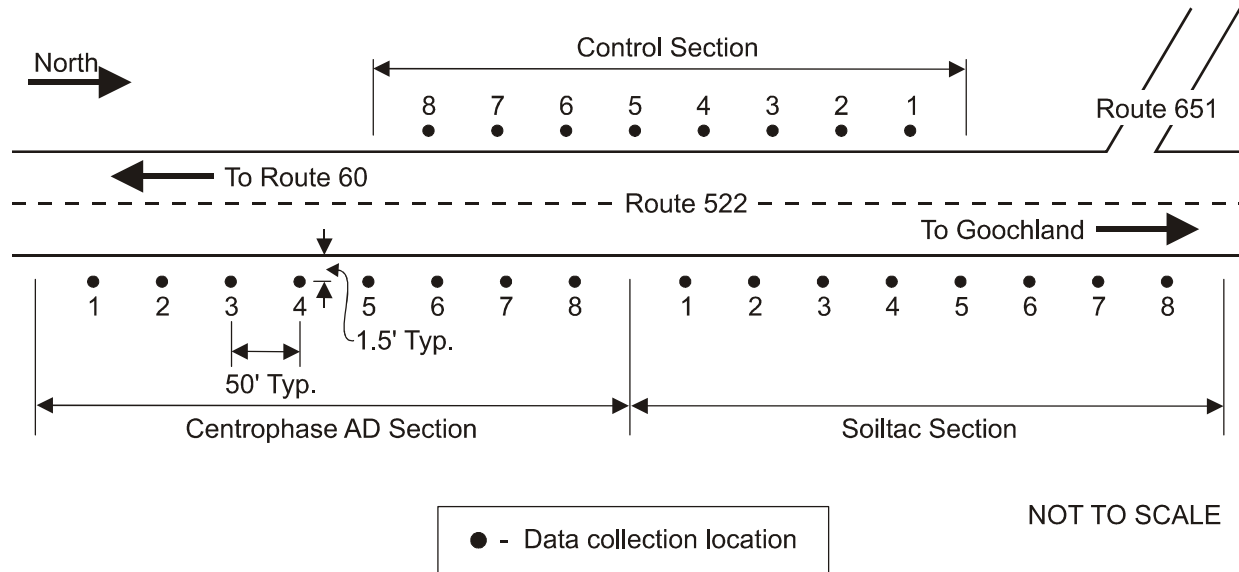 Control Section
North
8 7 6 5 4 3 2 1
Route 651
To Route 60
Route 522
To Goochland
1 2 3 4 5 6 7 8
1 2 3 4 5 6 7 8
1.5' Typ.
50' Typ.
Centrophase AD Section
Soiltac Section
NOT TO SCALE
- Data collection location